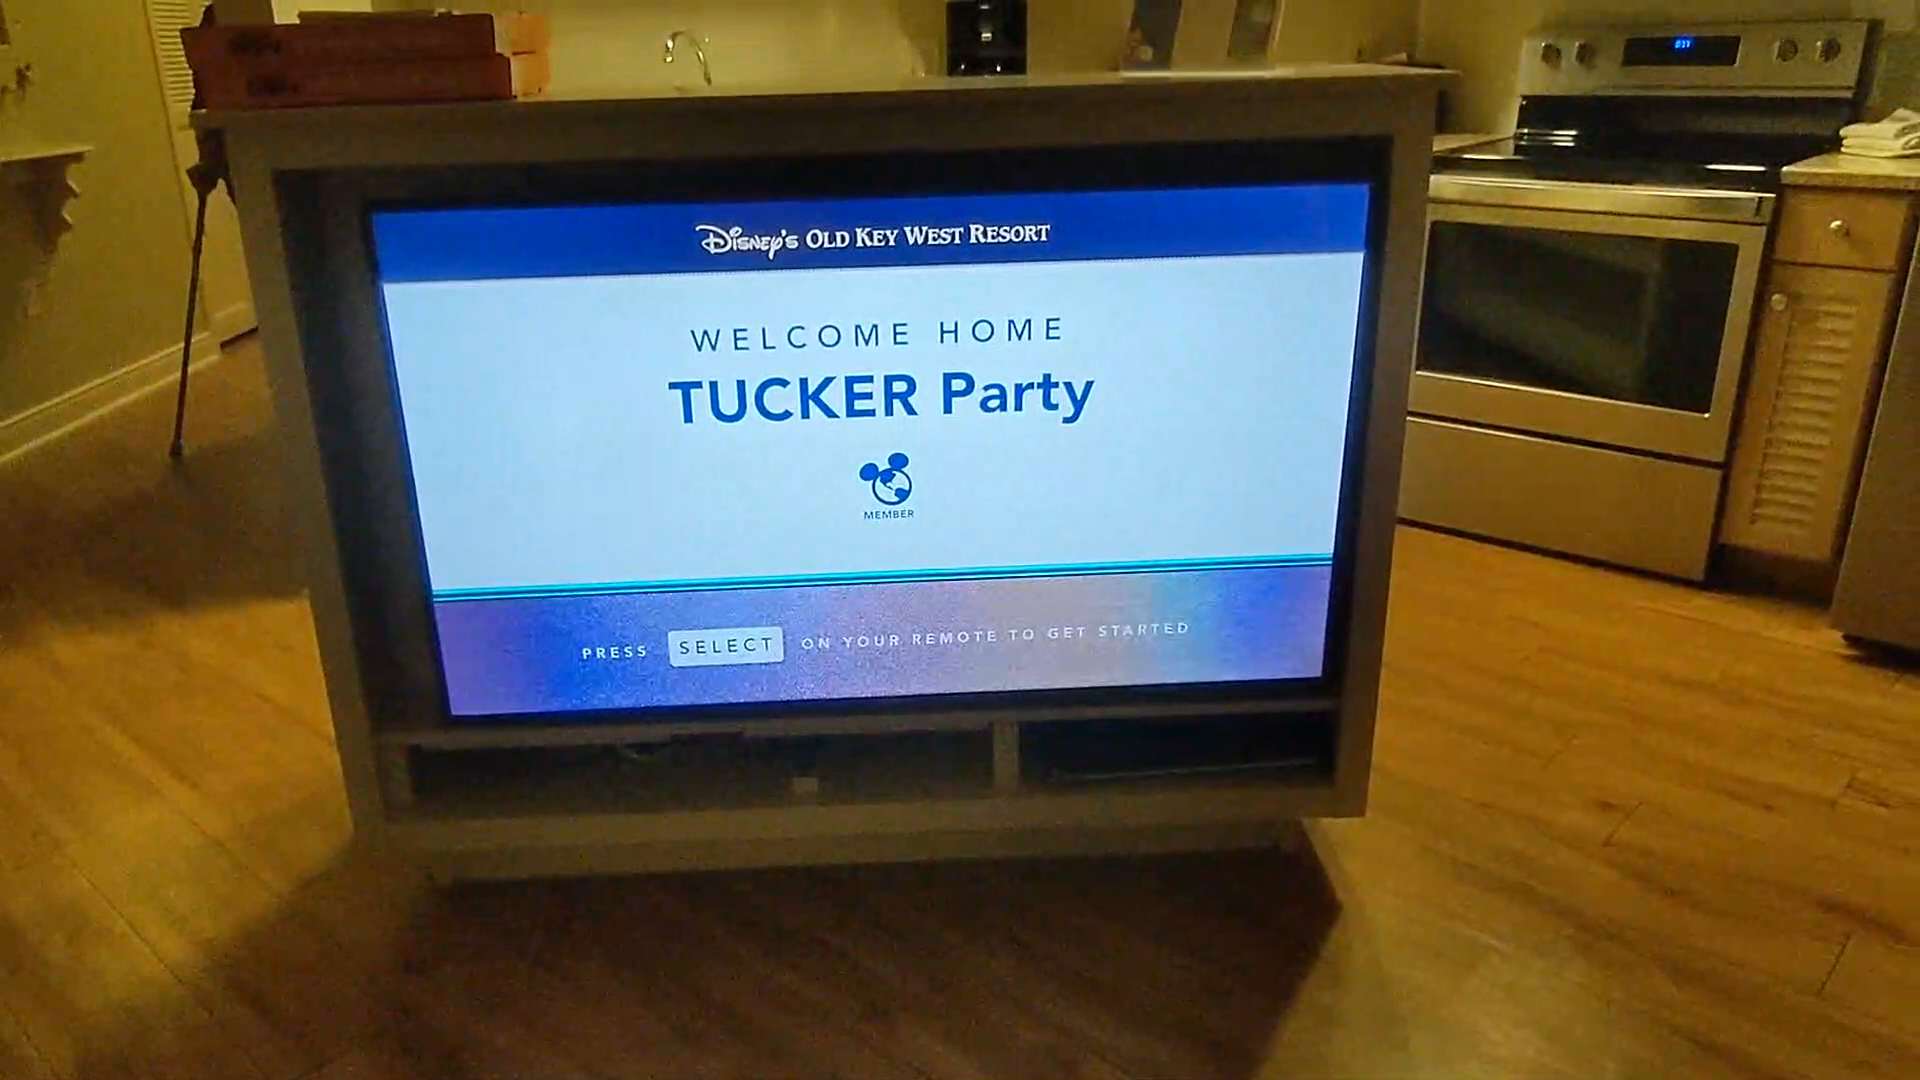 Disney's Old Key West Resort
WELCOME HOME
TUCKER Party
MEMBER
PRESS SELECT ON YOUR REMOTE TO GET STARTED